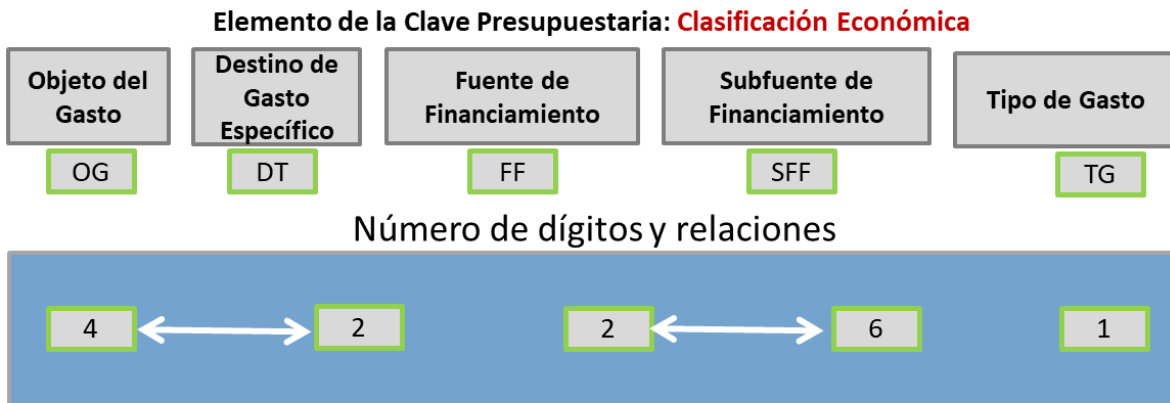 Elemento de la Clave Presupuestaria: Clasificación Económica
Objeto del
Gasto
Destino de
Gasto
Específico
Fuente de
Financiamiento
Subfuente de
Financiamiento
Tipo de Gasto
OG
DT
FF
SFF
TG
Número de dígitos y relaciones
4
2
2
6
1